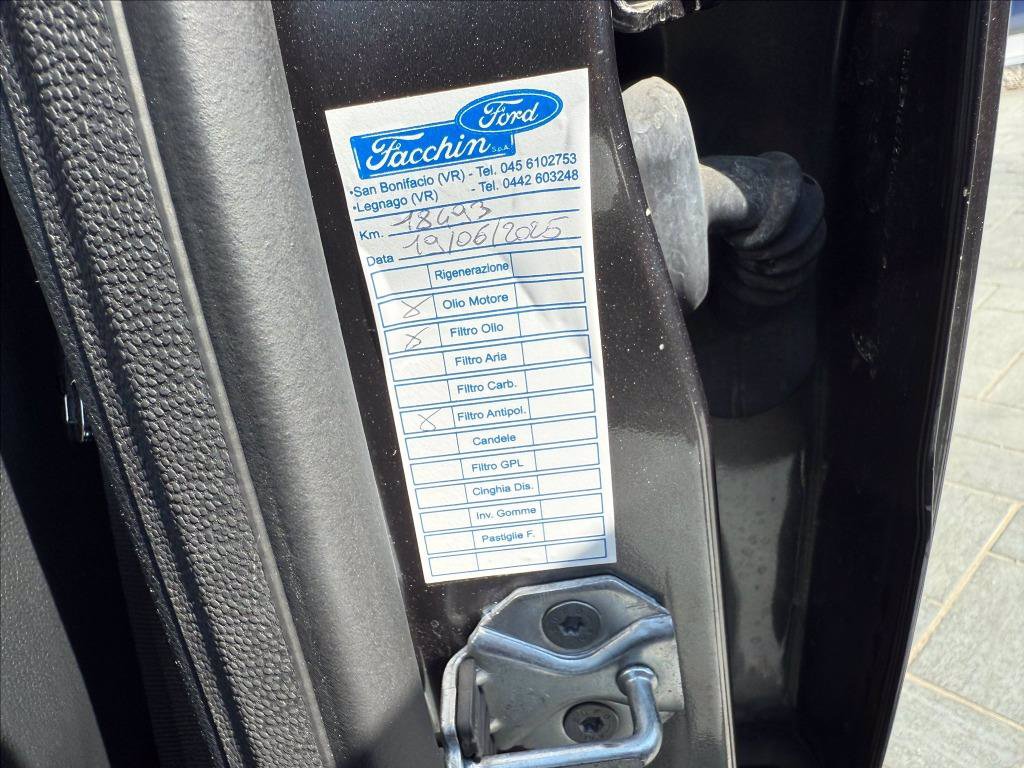 Ford
Facchin S.p.A.
•San Bonifacio (VR) - Tel. 045 6102753
•Legnago (VR) - Tel. 0442 603248
Km. 18693
Data 19/06/2025
Rigenerazione
X Olio Motore
X Filtro Olio
Filtro Aria
Filtro Carb.
X Filtro Antipol.
Candele
Filtro GPL
Cinghia Dis.
Inv. Gomme
Pastiglie F.